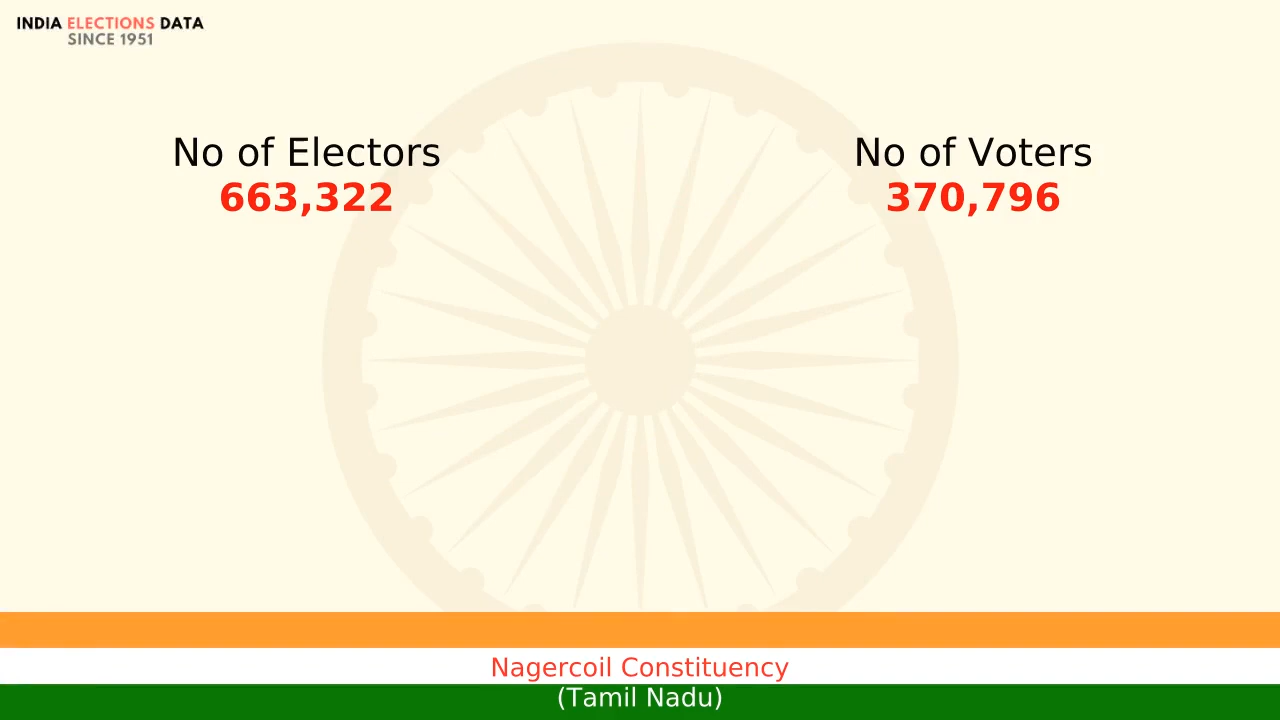 INDIA ELECTIONS DATA
SINCE 1951
No of Electors
663,322
No of Voters
370,796
Nagercoil Constituency
(Tamil Nadu)